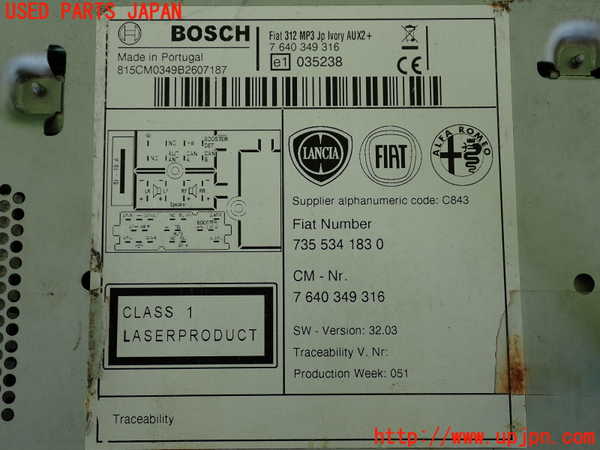 USED PARTS JAPAN
BOSCH
Fiat 312 MP3 Jp Ivory AUX2+
7 640 349 316
Made in Portugal
815CM0349B2607187
e1 035238
CE
LANCIA
FIAT
ALFA ROMEO
Supplier alphanumeric code: C843
Fiat Number
735 534 183 0
CM - Nr.
7 640 349 316
CLASS 1
LASERPRODUCT
SW - Version: 32.03
Traceability V. Nr:
Production Week: 051
Traceability
http://www.upjpn.com/